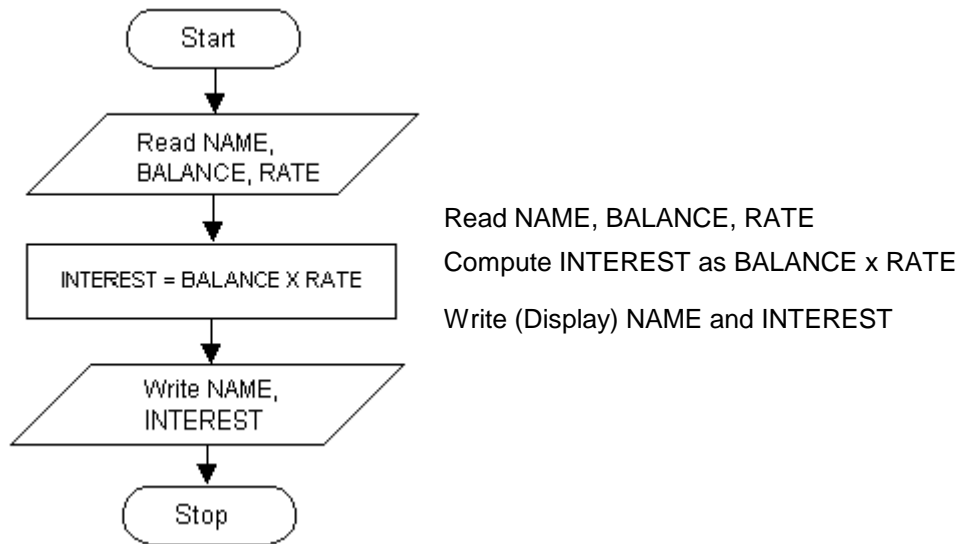 Start
Read NAME,
BALANCE, RATE
INTEREST = BALANCE X RATE
Write NAME,
INTEREST
Stop
Read NAME, BALANCE, RATE
Compute INTEREST as BALANCE x RATE
Write (Display) NAME and INTEREST